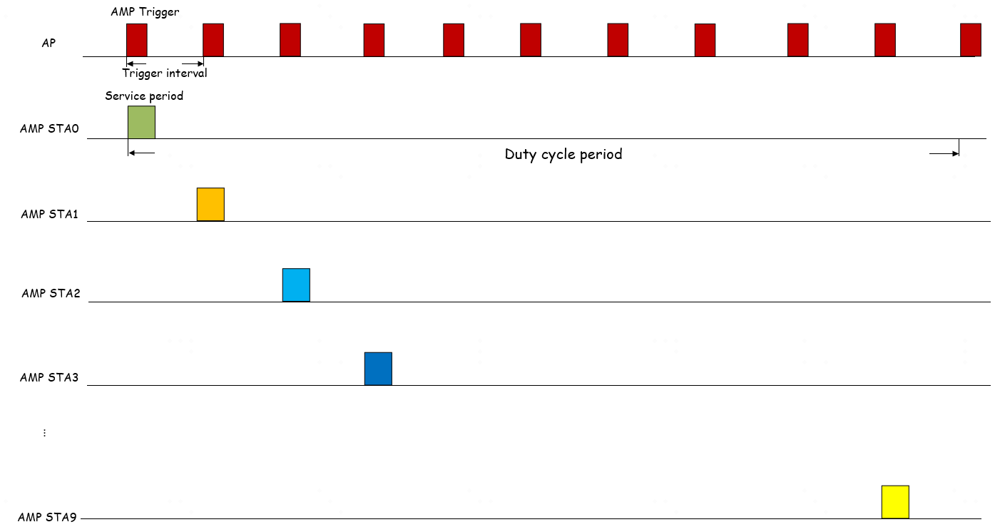 AMP Trigger
AP
Trigger interval
Service period
AMP STA0
Duty cycle period
AMP STA1
AMP STA2
AMP STA3
⋮
AMP STA9